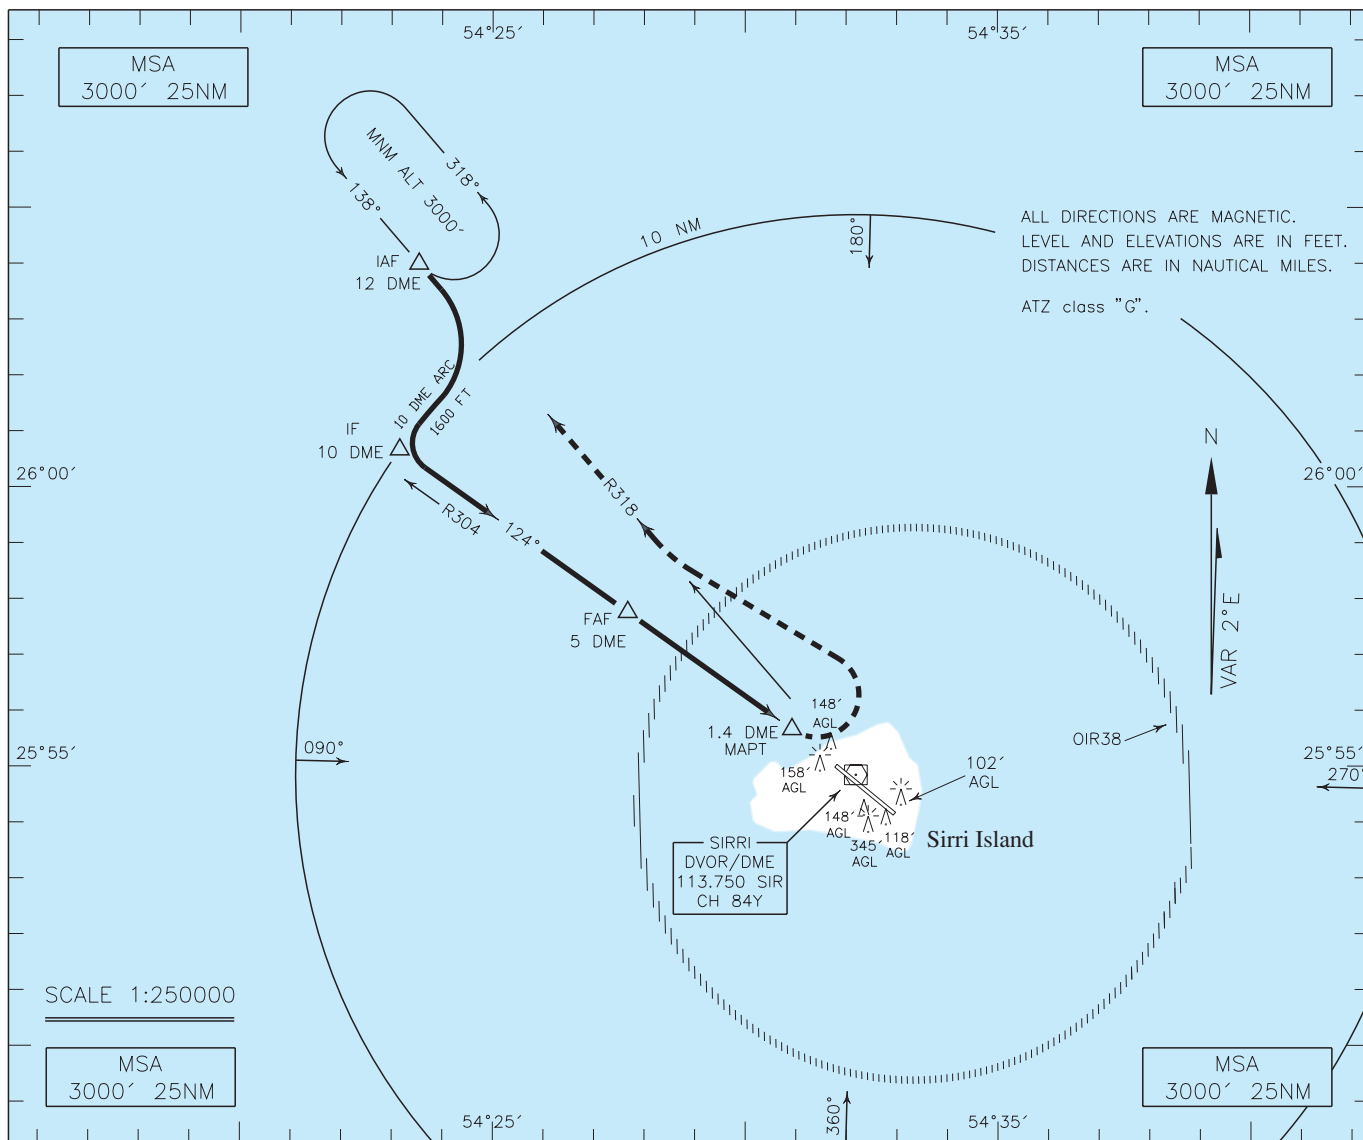 54°25′
54°35′
MSA
3000′ 25NM
MSA
3000′ 25NM
MNM ALT 3000′
318°
138°
IAF
12 DME
10 NM
180°
ALL DIRECTIONS ARE MAGNETIC.
LEVEL AND ELEVATIONS ARE IN FEET.
DISTANCES ARE IN NAUTICAL MILES.
ATZ class "G".
10 DME ARC
1600 FT
IF
10 DME
N
VAR 2°E
26°00′
26°00′
R304
124°
R318
FAF
5 DME
148′
AGL
1.4 DME
MAPT
OIR38
090°
25°55′
25°55′
270°
158′
AGL
102′
AGL
148′
AGL
345′
AGL
118′
AGL
Sirri Island
SIRRI
DVOR/DME
113.750 SIR
CH 84Y
SCALE 1:250000
MSA
3000′ 25NM
MSA
3000′ 25NM
360°
54°25′
54°35′